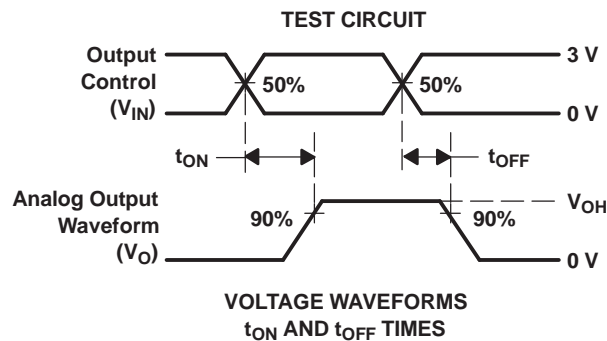 TEST CIRCUIT
Output
Control
(VIN)
50%
50%
3 V
0 V
tON
tOFF
Analog Output
Waveform
(VO)
90%
90%
VOH
0 V
VOLTAGE WAVEFORMS
tON AND tOFF TIMES